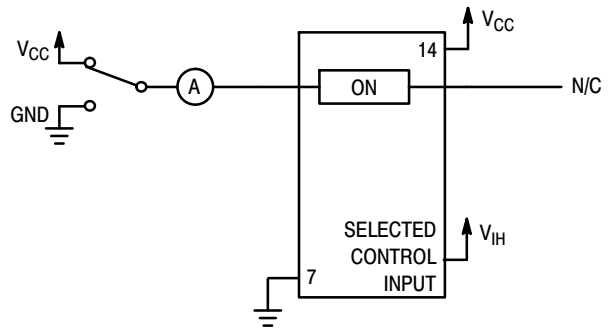 VCC
14
VCC
A
ON
N/C
GND
SELECTED
CONTROL
INPUT
VIH
7